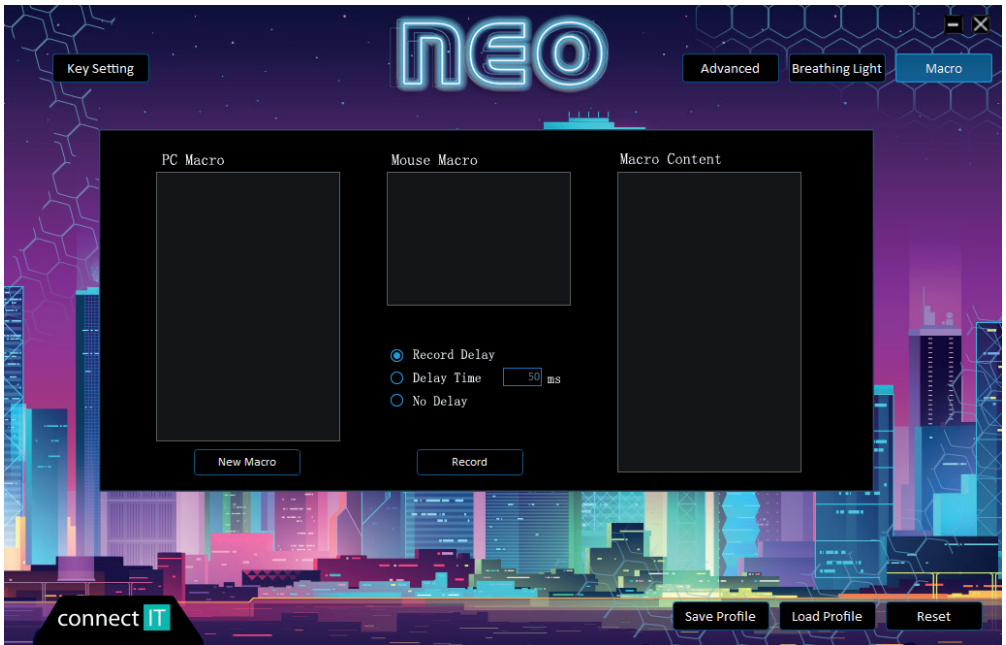 NEO
Key Setting
Advanced
Breathing Light
Macro
PC Macro
Mouse Macro
Macro Content
Record Delay
Delay Time 50 ms
No Delay
New Macro
Record
connect IT
Save Profile
Load Profile
Reset